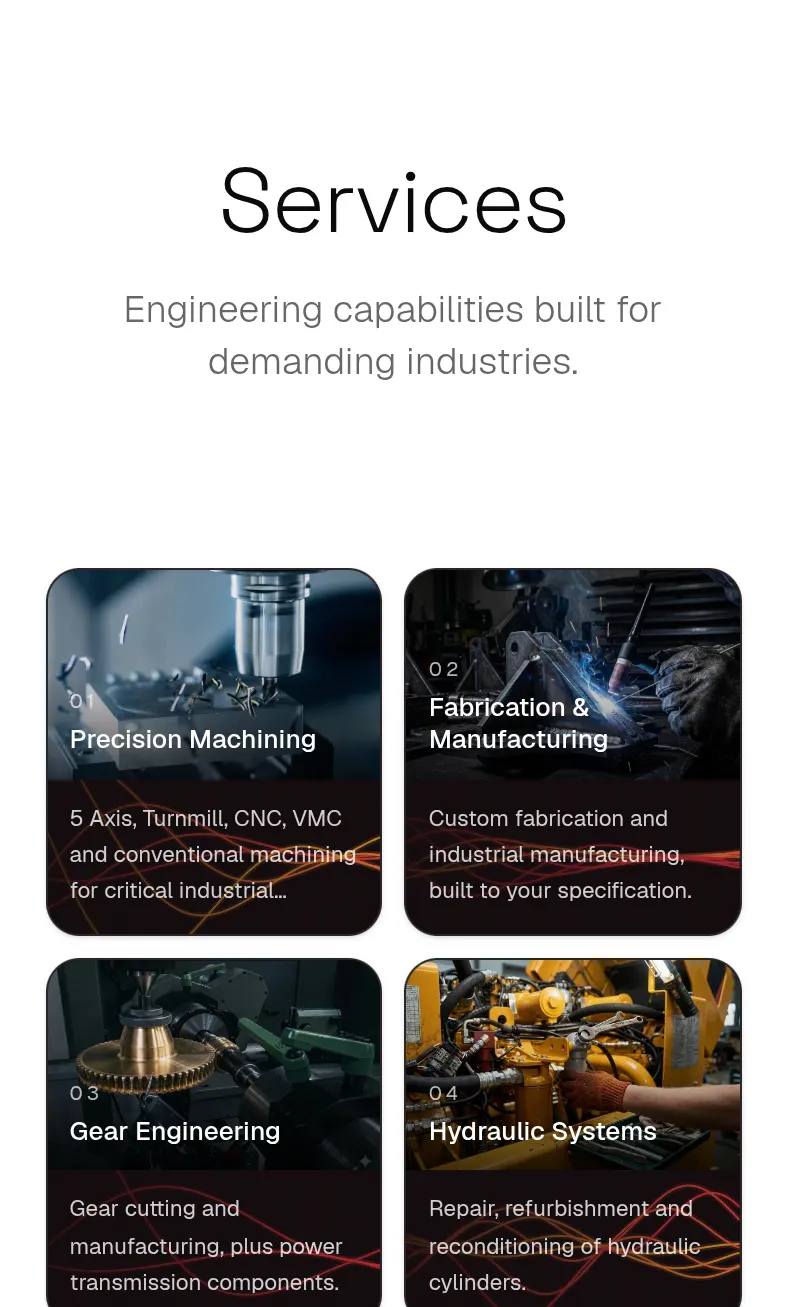 Services
Engineering capabilities built for
demanding industries.
01
Precision Machining
5 Axis, Turnmill, CNC, VMC
and conventional machining
for critical industrial...
02
Fabrication &
Manufacturing
Custom fabrication and
industrial manufacturing,
built to your specification.
03
Gear Engineering
Gear cutting and
manufacturing, plus power
transmission components.
04
Hydraulic Systems
Repair, refurbishment and
reconditioning of hydraulic
cylinders.